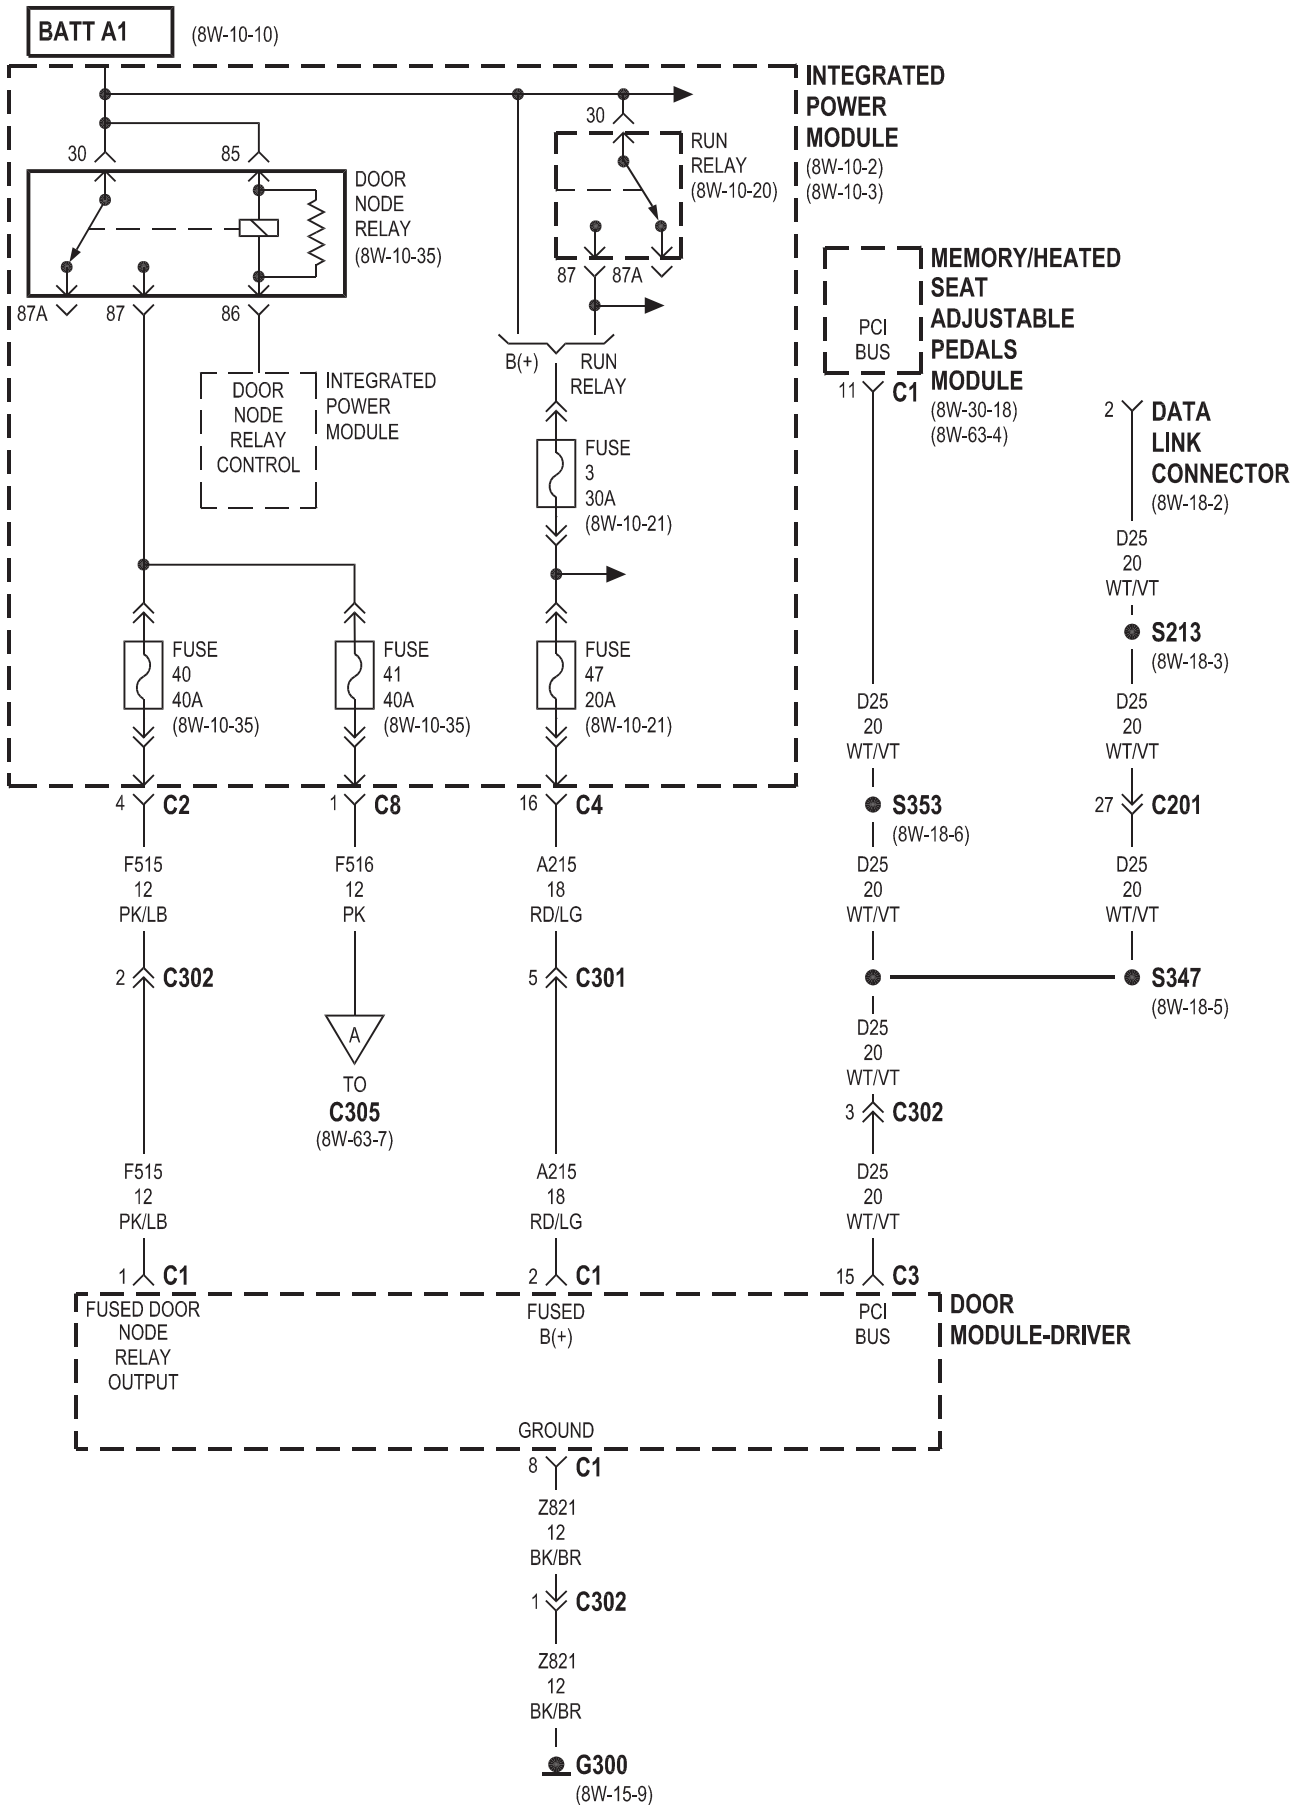 BATT A1 (8W-10-10)
INTEGRATED
POWER
MODULE
(8W-10-2)
(8W-10-3)
30
85
DOOR
NODE
RELAY
(8W-10-35)
87A
87
86
DOOR
NODE
RELAY
CONTROL
INTEGRATED
POWER
MODULE
30
RUN
RELAY
(8W-10-20)
87
87A
B(+)
RUN
RELAY
FUSE
3
30A
(8W-10-21)
FUSE
40
40A
(8W-10-35)
FUSE
41
40A
(8W-10-35)
FUSE
47
20A
(8W-10-21)
PCI
BUS
MEMORY/HEATED
SEAT
ADJUSTABLE
PEDALS
MODULE
(8W-30-18)
(8W-63-4)
11 C1
2 DATA
LINK
CONNECTOR
(8W-18-2)
D25
20
WT/VT
S213
(8W-18-3)
D25
20
WT/VT
D25
20
WT/VT
4 C2
1 C8
16 C4
S353
(8W-18-6)
27 C201
F515
12
PK/LB
F516
12
PK
A215
18
RD/LG
D25
20
WT/VT
D25
20
WT/VT
2 C302
5 C301
S347
(8W-18-5)
A
TO
C305
(8W-63-7)
D25
20
WT/VT
3 C302
F515
12
PK/LB
A215
18
RD/LG
D25
20
WT/VT
1 C1
2 C1
15 C3
FUSED DOOR
NODE
RELAY
OUTPUT
FUSED
B(+)
PCI
BUS
DOOR
MODULE-DRIVER
GROUND
8 C1
Z821
12
BK/BR
1 C302
Z821
12
BK/BR
G300
(8W-15-9)